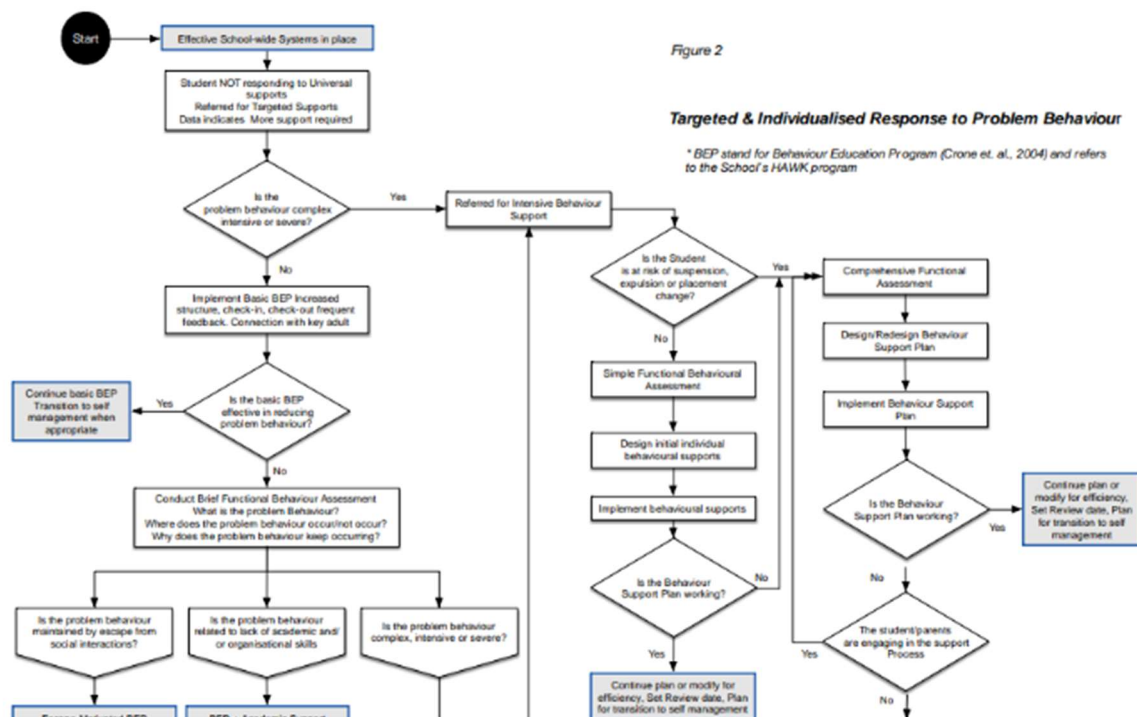 Start
Effective School-wide Systems in place
Figure 2
Targeted & Individualised Response to Problem Behaviour
* BEP stand for Behaviour Education Program (Crone et. al., 2004) and refers
to the School's HAWK program
Student NOT responding to Universal
supports
Referred for Targeted Supports
Data indicates More support required
Is the
problem behaviour complex
intensive or severe?
Yes
Referred for Intensive Behaviour
Support
No
Implement Basic BEP Increased
structure, check-in, check-out frequent
feedback. Connection with key adult
Is the basic BEP
effective in reducing
problem behaviour?
Yes
Continue basic BEP
Transition to self
management when
appropriate
No
Conduct Brief Functional Behaviour Assessment
What is the problem Behaviour?
Where does the problem behaviour occur/not occur?
Why does the problem behaviour keep occurring?
Is the problem behaviour
maintained by escape from
social interactions?
Is the problem behaviour
related to lack of academic and/
or organisational skills
Is the problem behaviour
complex, intensive or severe?
Is the Student
is at risk of suspension,
expulsion or placement
change?
Yes
No
Simple Functional Behavioural
Assessment
Design initial individual
behavioural supports
Implement behavioural supports
Is the Behaviour
Support Plan working?
No
Yes
Continue plan or modify for
efficiency, Set Review date, Plan
for transition to self management
Comprehensive Functional
Assessment
Design/Redesign Behaviour
Support Plan
Implement Behaviour Support
Plan
Is the Behaviour
Support Plan working?
Yes
Continue plan or
modify for efficiency,
Set Review date, Plan
for transition to self
management
No
The student/parents
are engaging in the support
Process
Yes
No